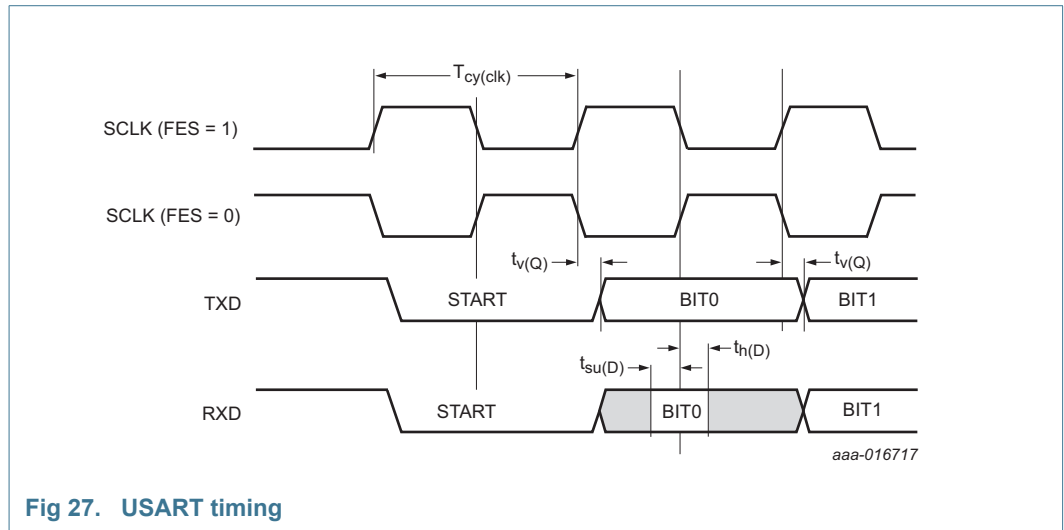 Tcy(clk)
SCLK (FES = 1)
SCLK (FES = 0)
tv(Q)
tv(Q)
TXD
START
BIT0
BIT1
tsu(D)
th(D)
RXD
START
BIT0
BIT1
aaa-016717
Fig 27. USART timing